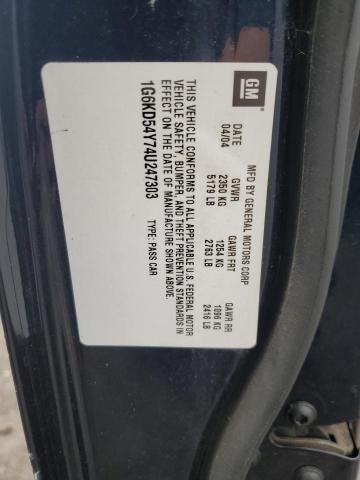 GM
MFD BY GENERAL MOTORS CORP
DATE GVWR GAWR FRT GAWR RR
04/04 2350 KG 1254 KG 1096 KG
5179 LB 2763 LB 2416 LB
THIS VEHICLE CONFORMS TO ALL APPLICABLE U.S. FEDERAL MOTOR
VEHICLE SAFETY, BUMPER, AND THEFT PREVENTION STANDARDS IN
EFFECT ON THE DATE OF MANUFACTURE SHOWN ABOVE.
1G6KD54Y74U247303 TYPE: PASS CAR